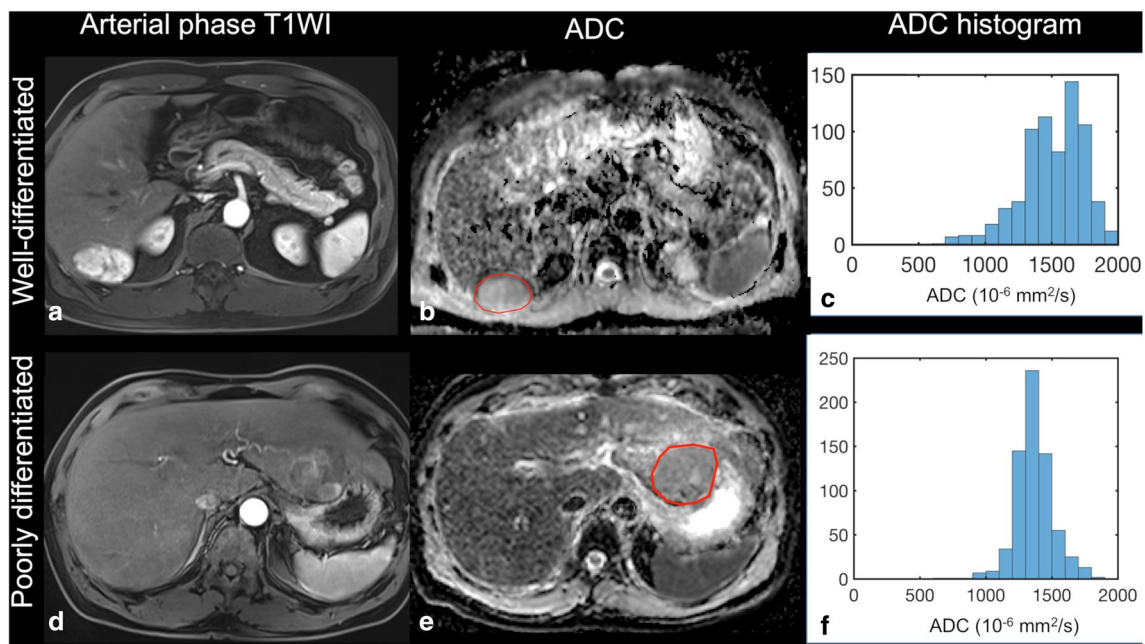 Arterial phase T1WI
ADC
ADC histogram
Well-differentiated
a
b
150
100
50
0
0
500
1000
1500
2000
ADC (10⁻⁶ mm²/s)
c
Poorly differentiated
d
e
250
200
150
100
50
0
0
500
1000
1500
2000
ADC (10⁻⁶ mm²/s)
f